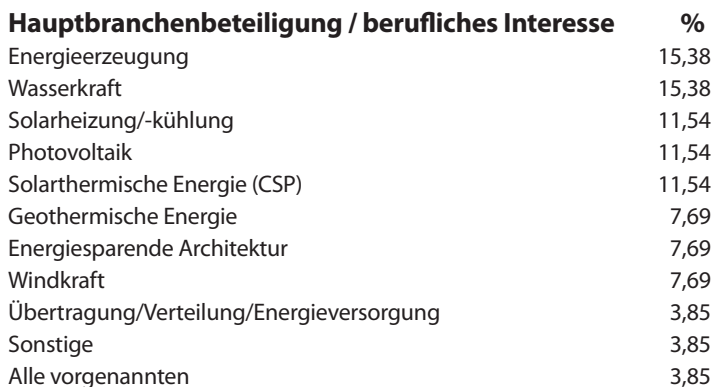 Hauptbranchenbeteiligung / berufliches Interesse %
Energieerzeugung 15,38
Wasserkraft 15,38
Solarheizung/-kühlung 11,54
Photovoltaik 11,54
Solarthermische Energie (CSP) 11,54
Geothermische Energie 7,69
Energiesparende Architektur 7,69
Windkraft 7,69
Übertragung/Verteilung/Energieversorgung 3,85
Sonstige 3,85
Alle vorgenannten 3,85